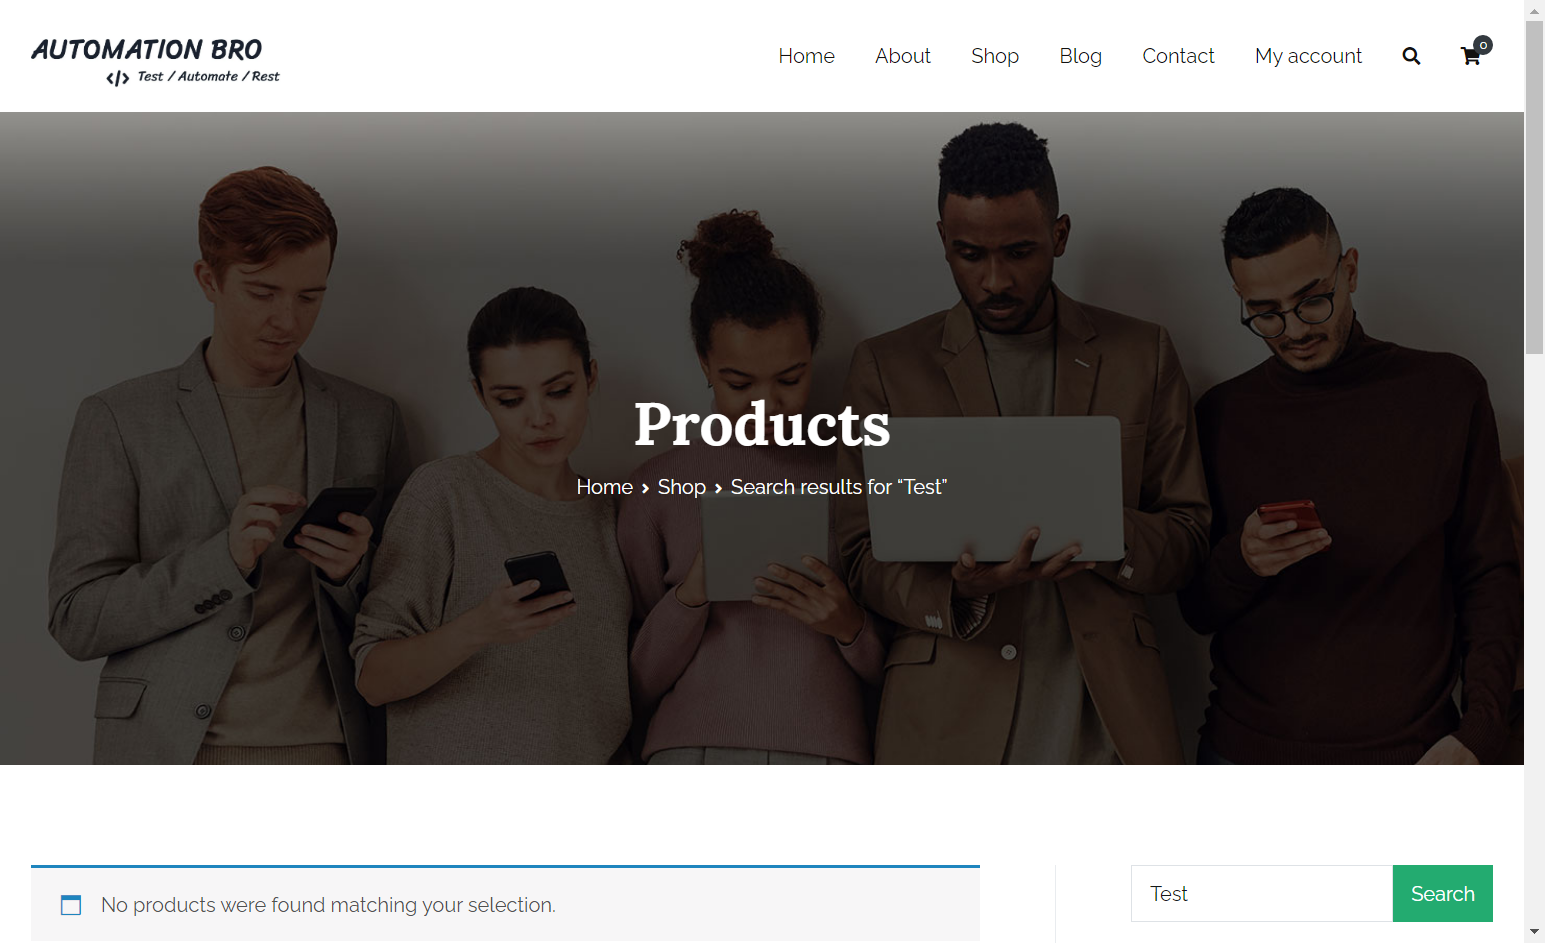 AUTOMATION BRO
</> Test / Automate / Rest
Home About Shop Blog Contact My account 0
Products
Home › Shop › Search results for “Test”
No products were found matching your selection.
Test Search